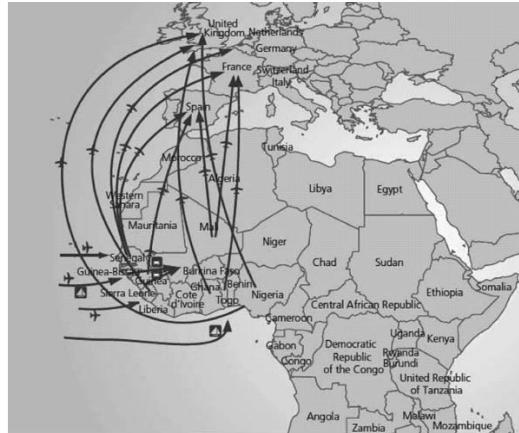 United
Kingdom
Netherlands
Germany
France
Switzerland
Italy
Spain
Tunisia
Morocco
Algeria
Libya
Egypt
Western
Sahara
Mauritania
Mali
Niger
Chad
Sudan
Senegal
Guinea-Bissau
Guinea
Burkina Faso
Sierra Leone
Liberia
Cote
d'Ivoire
Ghana
Togo
Benin
Nigeria
Cameroon
Central African Republic
Ethiopia
Somalia
Gabon
Congo
Democratic
Republic
of the Congo
Uganda
Kenya
Rwanda
Burundi
United Republic
of Tanzania
Angola
Zambia
Malawi
Mozambique